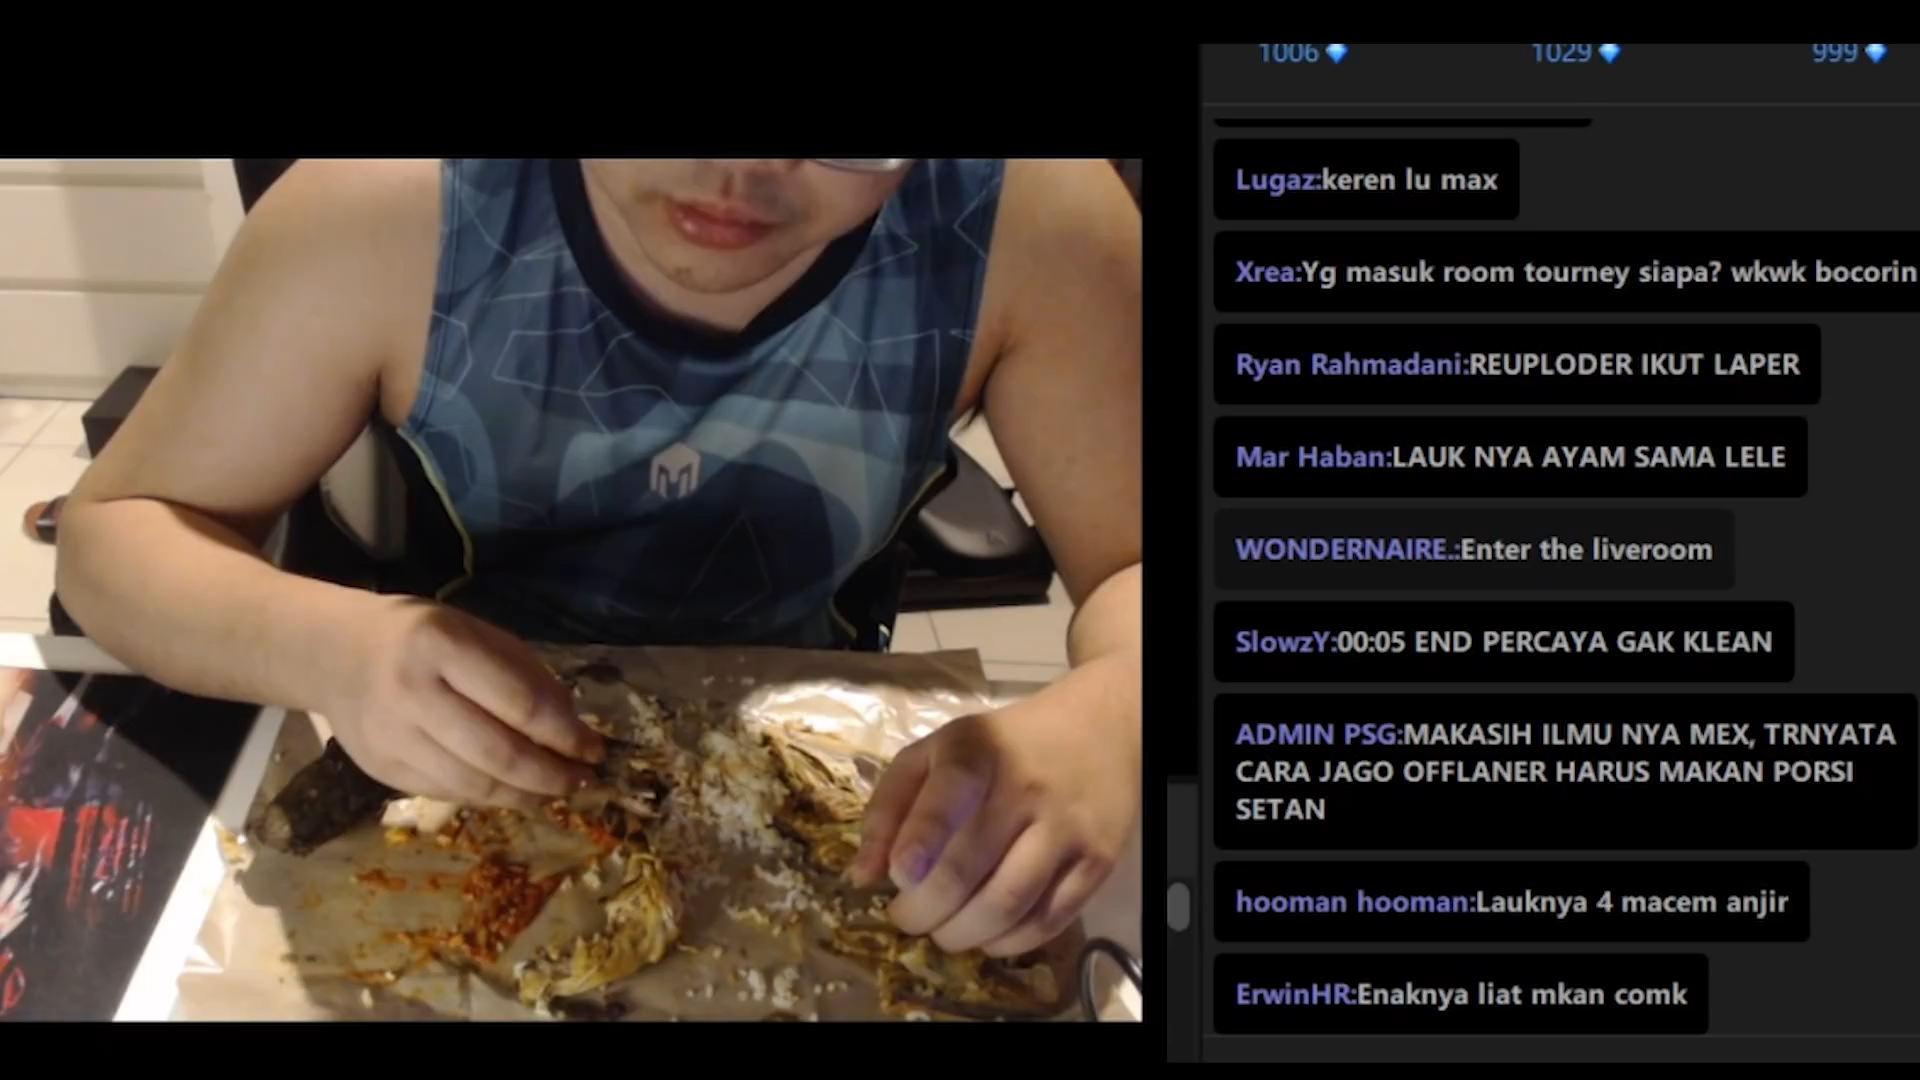 1006
1029
999
Lugaz:keren lu max
Xrea:Yg masuk room tourney siapa? wkwk bocorin
Ryan Rahmadani:REUPLODER IKUT LAPER
Mar Haban:LAUK NYA AYAM SAMA LELE
WONDERNAIRE.:Enter the liveroom
SlowzY:00:05 END PERCAYA GAK KLEAN
ADMIN PSG:MAKASIH ILMU NYA MEX, TRNYATA
CARA JAGO OFFLANER HARUS MAKAN PORSI
SETAN
hooman hooman:Lauknya 4 macem anjir
ErwinHR:Enaknya liat mkan comk